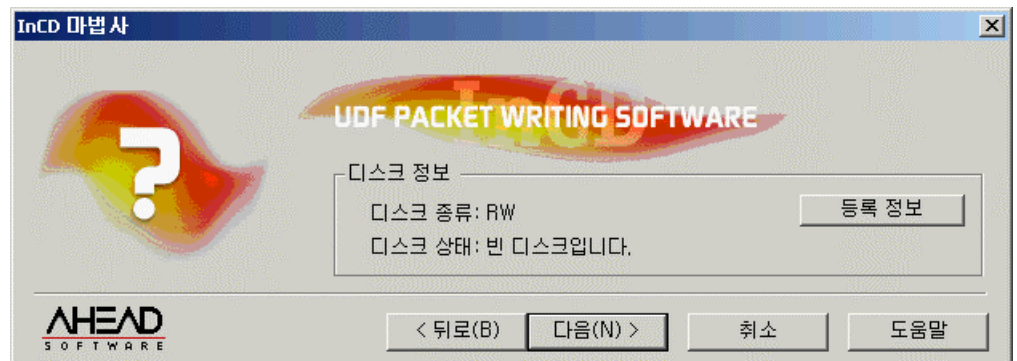 InCD 마법사
InCD
UDF PACKET WRITING SOFTWARE
디스크 정보
디스크 종류: RW
등록 정보
디스크 상태: 빈 디스크입니다.
AHEAD
SOFTWARE
< 뒤로(B)
다음(N) >
취소
도움말